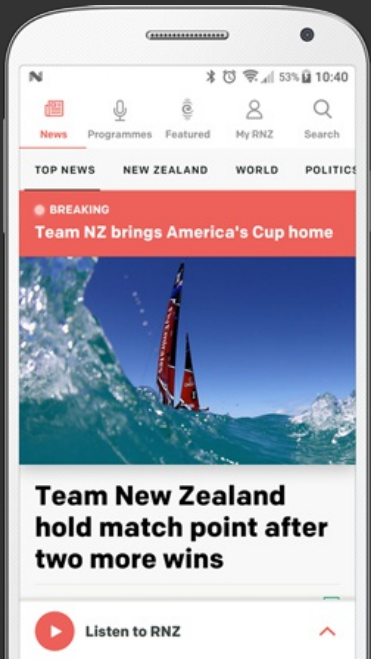 53% 10:40
News Programmes Featured My RNZ Search
TOP NEWS NEW ZEALAND WORLD POLITICS
BREAKING
Team NZ brings America's Cup home
Emirates
Team New Zealand
hold match point after
two more wins
Listen to RNZ